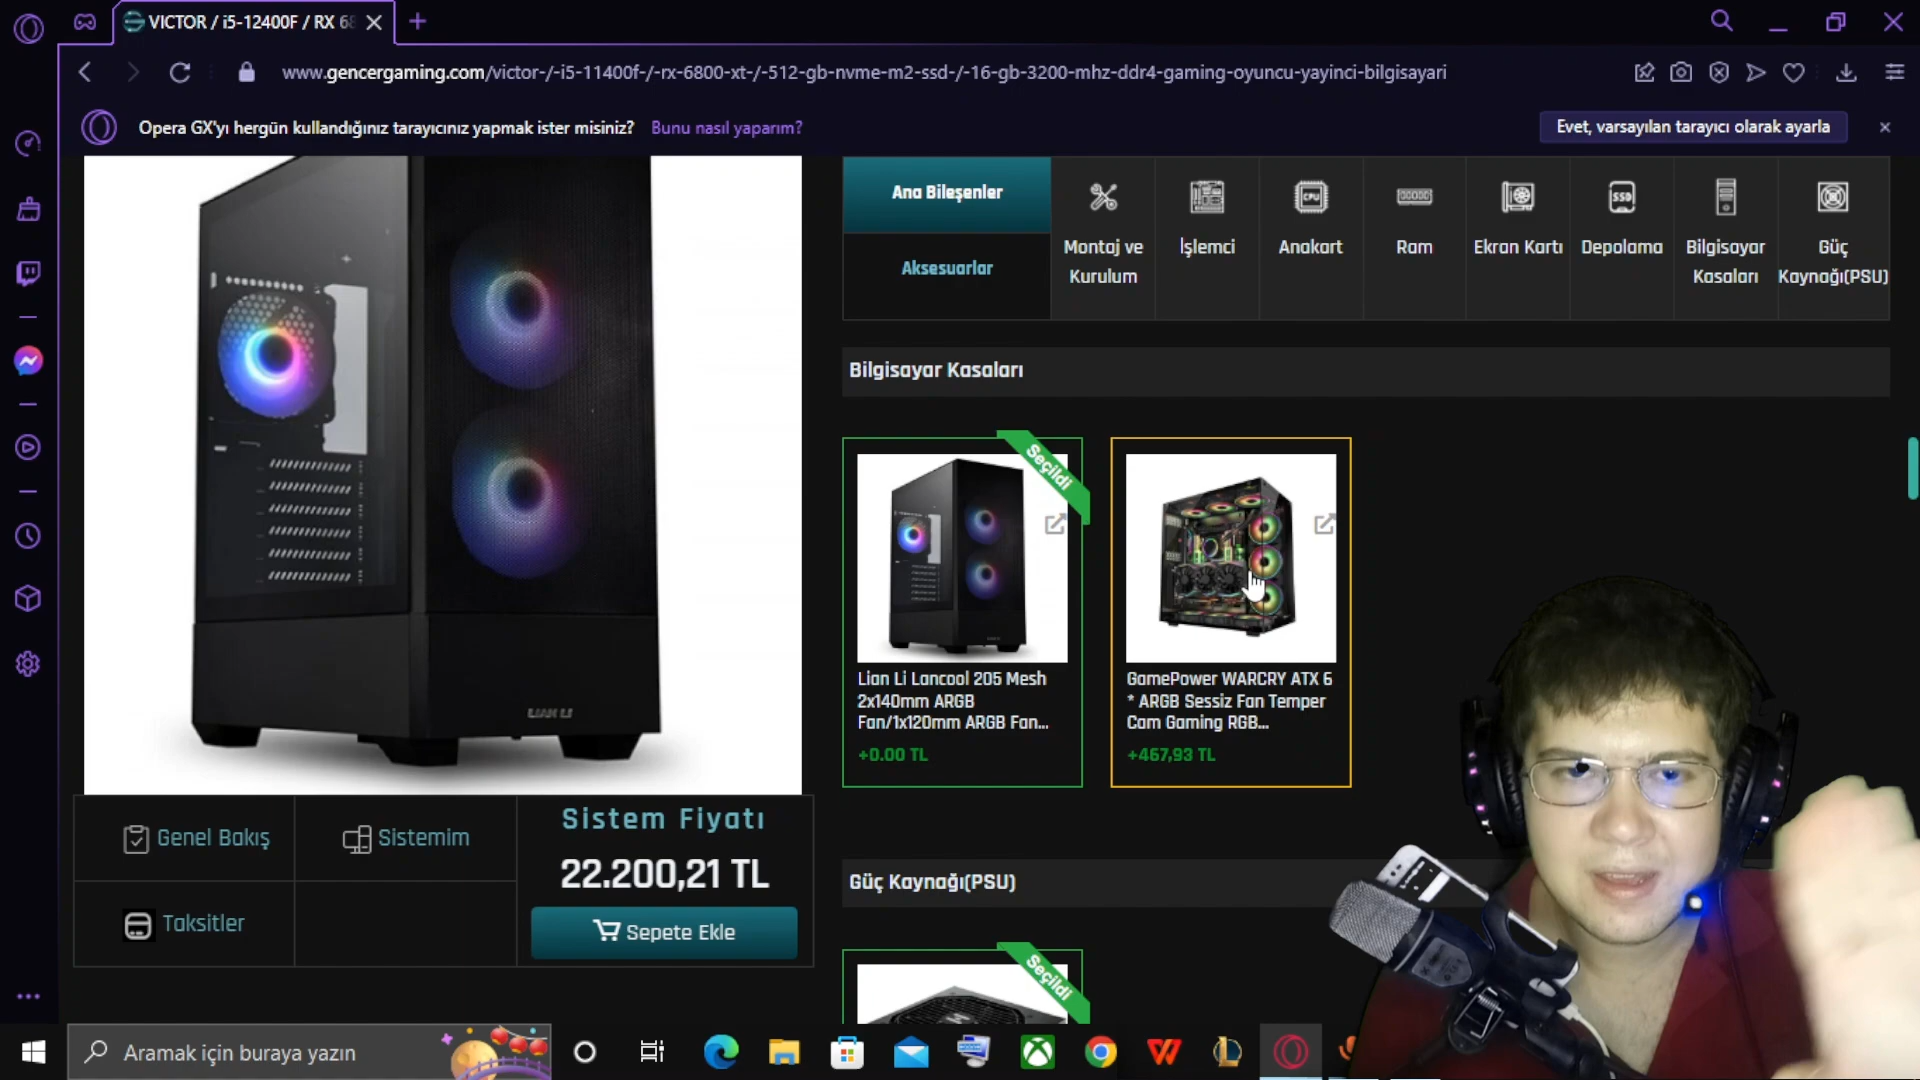 VICTOR / i5-12400F / RX 68
www.gencergaming.com/victor-/-i5-11400f-/-rx-6800-xt-/-512-gb-nvme-m2-ssd-/-16-gb-3200-mhz-ddr4-gaming-oyuncu-yayinci-bilgisayari
Opera GX'yı hergün kullandığınız tarayıcınız yapmak ister misiniz? Bunu nasıl yaparım?
Evet, varsayılan tarayıcı olarak ayarla
Ana Bileşenler
Aksesuarlar
Montaj ve
Kurulum
İşlemci
CPU
Anakart
Ram
Ekran Kartı
SSD
Depolama
Bilgisayar
Kasaları
Güç
Kaynağı(PSU)
Bilgisayar Kasaları
Seçildi
Lian Li Lancool 205 Mesh
2x140mm ARGB
Fan/1x120mm ARGB Fan...
+0.00 TL
GamePower WARCRY ATX 6
* ARGB Sessiz Fan Temper
Cam Gaming RGB...
+467,93 TL
LIAN LI
Genel Bakış
Sistemim
Taksitler
Sistem Fiyatı
22.200,21 TL
Sepete Ekle
Güç Kaynağı(PSU)
Seçildi
Aramak için buraya yazın